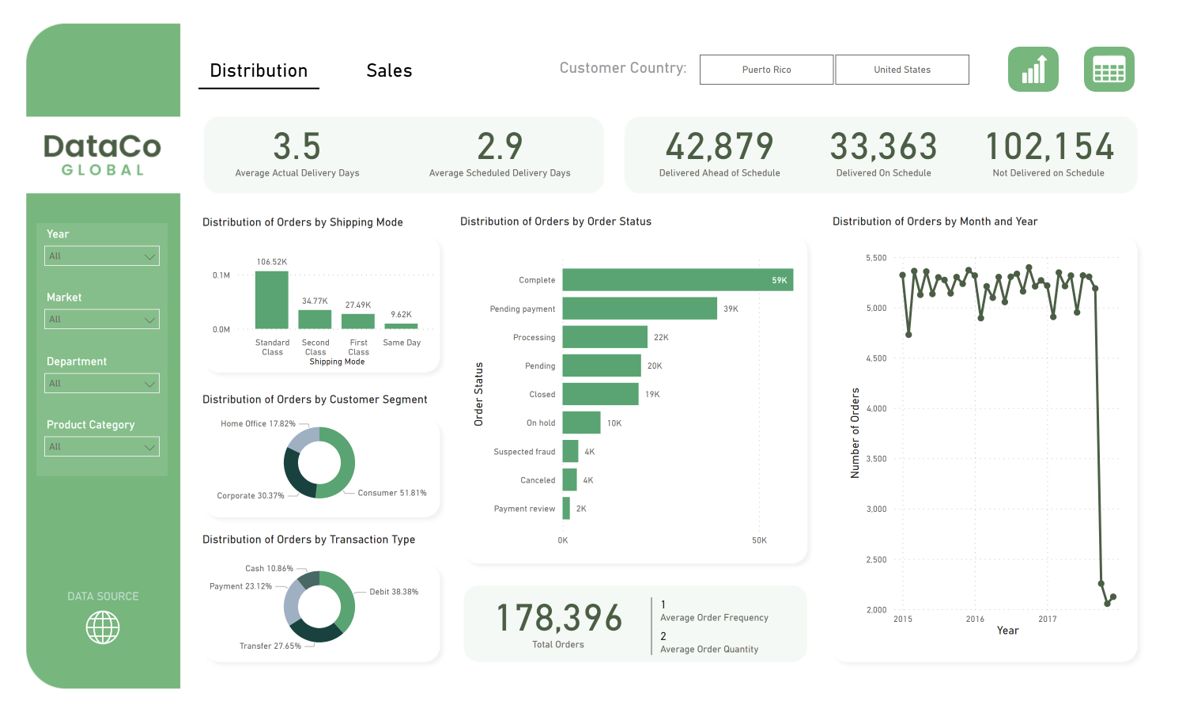 Distribution
Sales
Customer Country:
Puerto Rico
United States
DataCo
GLOBAL
3.5
Average Actual Delivery Days
2.9
Average Scheduled Delivery Days
42,879
Delivered Ahead of Schedule
33,363
Delivered On Schedule
102,154
Not Delivered on Schedule
Year
All
Market
All
Department
All
Product Category
All
DATA SOURCE
Distribution of Orders by Shipping Mode
0.1M
0.0M
106.52K
34.77K
27.49K
9.62K
Standard
Class
Second
Class
First
Class
Same Day
Shipping Mode
Distribution of Orders by Customer Segment
Home Office 17.82%
Corporate 30.37%
Consumer 51.81%
Distribution of Orders by Transaction Type
Cash 10.86%
Payment 23.12%
Debit 38.38%
Transfer 27.65%
Distribution of Orders by Order Status
Order Status
Complete
59K
Pending payment
39K
Processing
22K
Pending
20K
Closed
19K
On hold
10K
Suspected fraud
4K
Canceled
4K
Payment review
2K
0K
50K
178,396
Total Orders
1
Average Order Frequency
2
Average Order Quantity
Distribution of Orders by Month and Year
Number of Orders
5,500
5,000
4,500
4,000
3,500
3,000
2,500
2,000
2015
2016
2017
Year